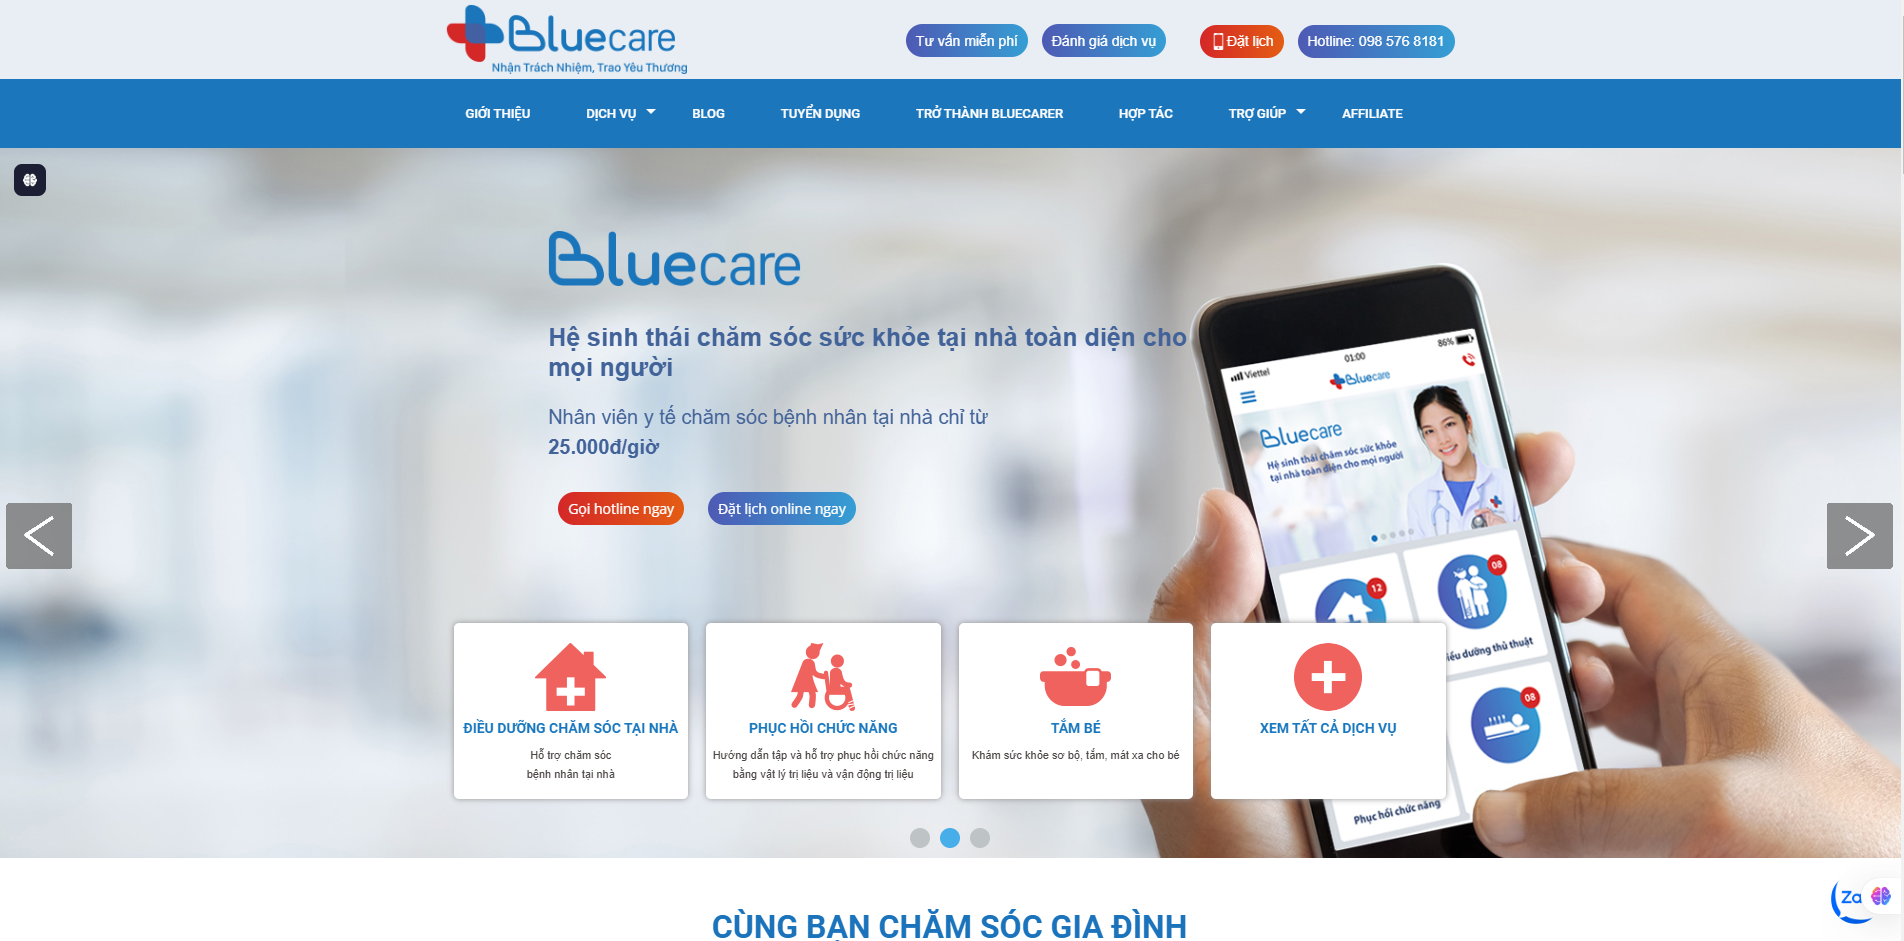 Bluecare
Nhận Trách Nhiệm, Trao Yêu Thương
Tư vấn miễn phí
Đánh giá dịch vụ
Đặt lịch
Hotline: 098 576 8181
GIỚI THIỆU
DỊCH VỤ
BLOG
TUYỂN DỤNG
TRỞ THÀNH BLUECARER
HỢP TÁC
TRỢ GIÚP
AFFILIATE
Bluecare
Hệ sinh thái chăm sóc sức khỏe tại nhà toàn diện cho
mọi người
Nhân viên y tế chăm sóc bệnh nhân tại nhà chỉ từ
25.000đ/giờ
Gọi hotline ngay
Đặt lịch online ngay
Viettel
01:00
86%
Bluecare
Bluecare
Hệ sinh thái chăm sóc sức khỏe
tại nhà toàn diện cho mọi người
12
08
dưỡng thủ thuật
08
Phục hồi chức năng
ĐIỀU DƯỠNG CHĂM SÓC TẠI NHÀ
Hỗ trợ chăm sóc
bệnh nhân tại nhà
PHỤC HỒI CHỨC NĂNG
Hướng dẫn tập và hỗ trợ phục hồi chức năng
bằng vật lý trị liệu và vận động trị liệu
TẮM BÉ
Khám sức khỏe sơ bộ, tắm, mát xa cho bé
XEM TẤT CẢ DỊCH VỤ
Za
CÙNG BẠN CHĂM SÓC GIA ĐÌNH